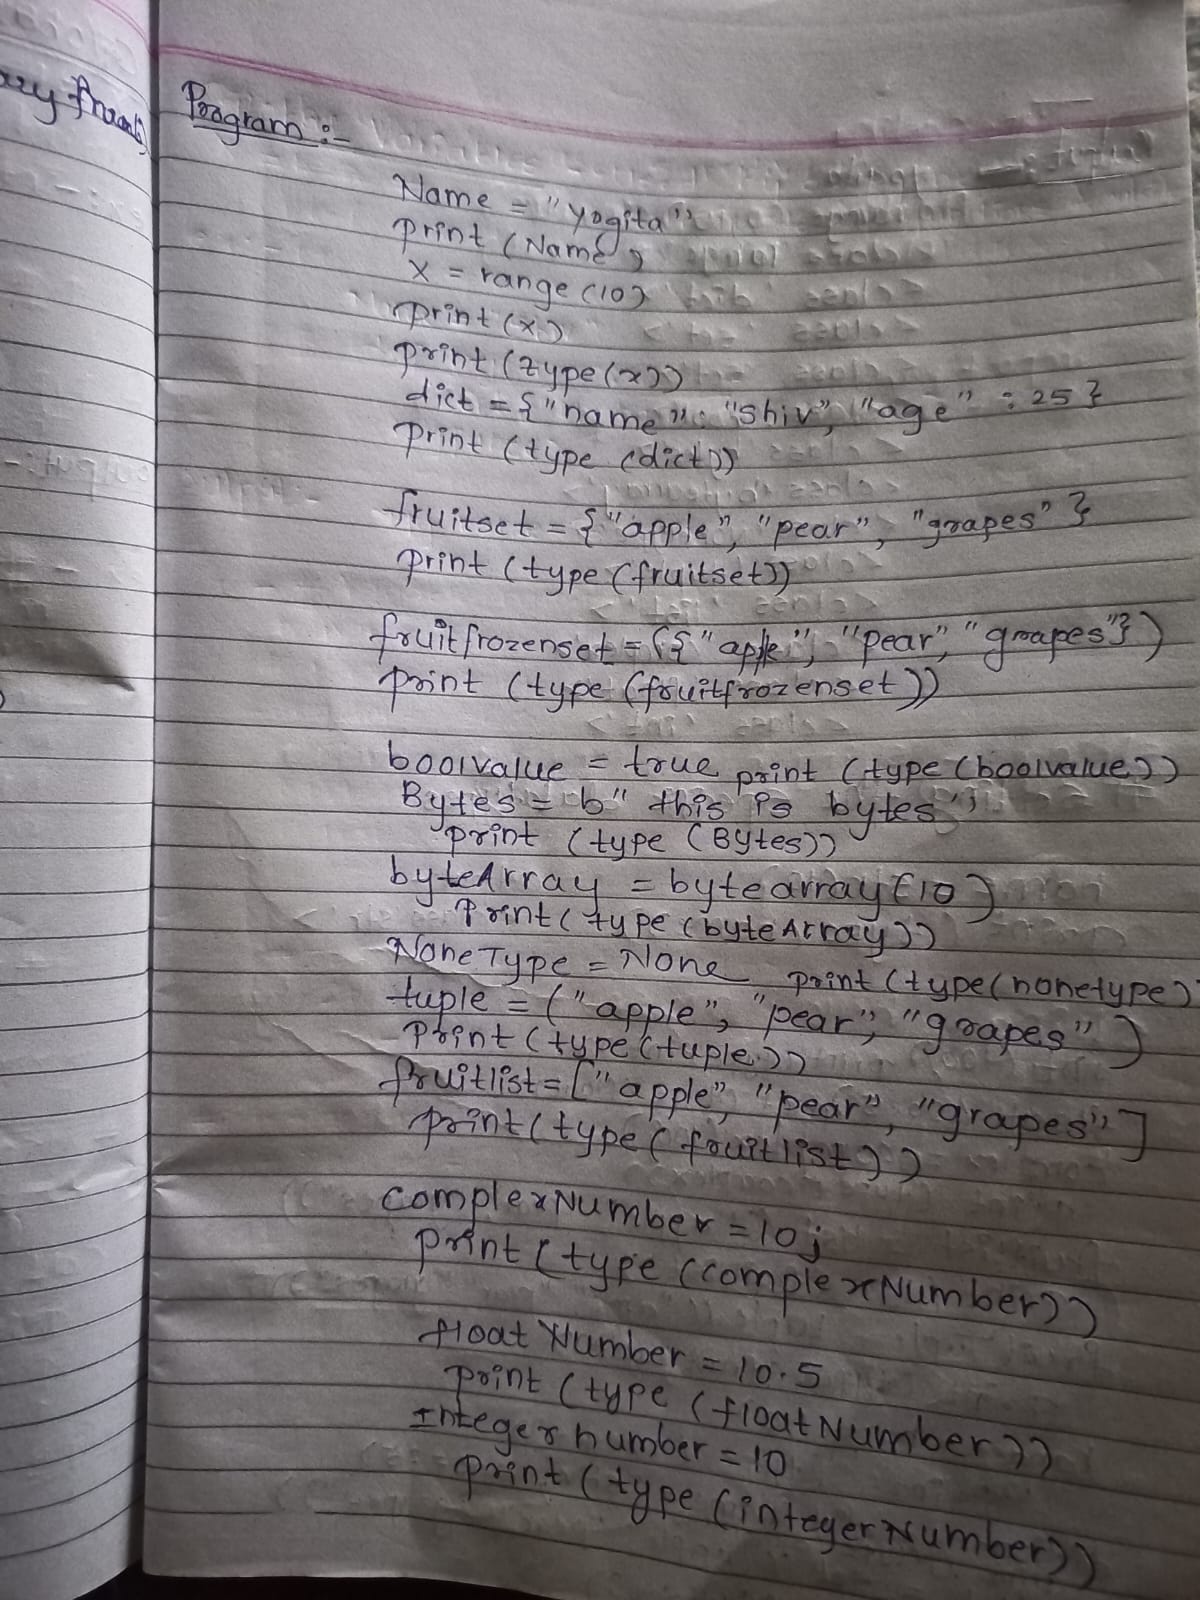 Program :-
Name = "Yogita"
print (Name)
x = range (10)
print (x)
print (type(x))
dict = {"name": "Shiv", "age" : 25}
print (type (dict))
fruitset = {"apple", "pear", "grapes"}
print (type (fruitset))
fruitfrozenset = ({"apple", "pear", "grapes"})
print (type (fruitfrozenset))
boolvalue = true print (type (boolvalue))
Bytes = b" this is bytes"
print (type (Bytes))
byteArray = bytearray (10)
Print (type (byteArray))
NoneType = None print (type(nonetype)
tuple = ("apple", "pear", "grapes")
Print (type (tuple))
fruitlist = ["apple", "pear", "grapes"]
print (type (fruitlist))
complexNumber = 10j
print (type (complexNumber))
float Number = 10.5
print (type (floatNumber))
Integer number = 10
print (type (integerNumber))